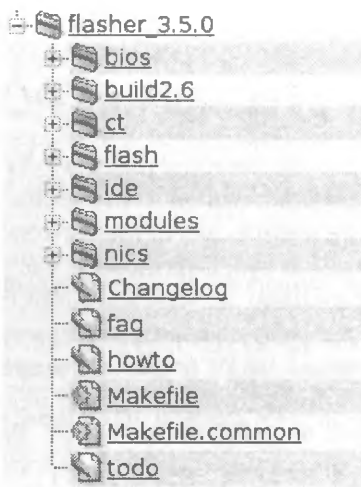 flasher_3.5.0
bios
build2.6
ct
flash
ide
modules
nics
Changelog
faq
howto
Makefile
Makefile.common
todo